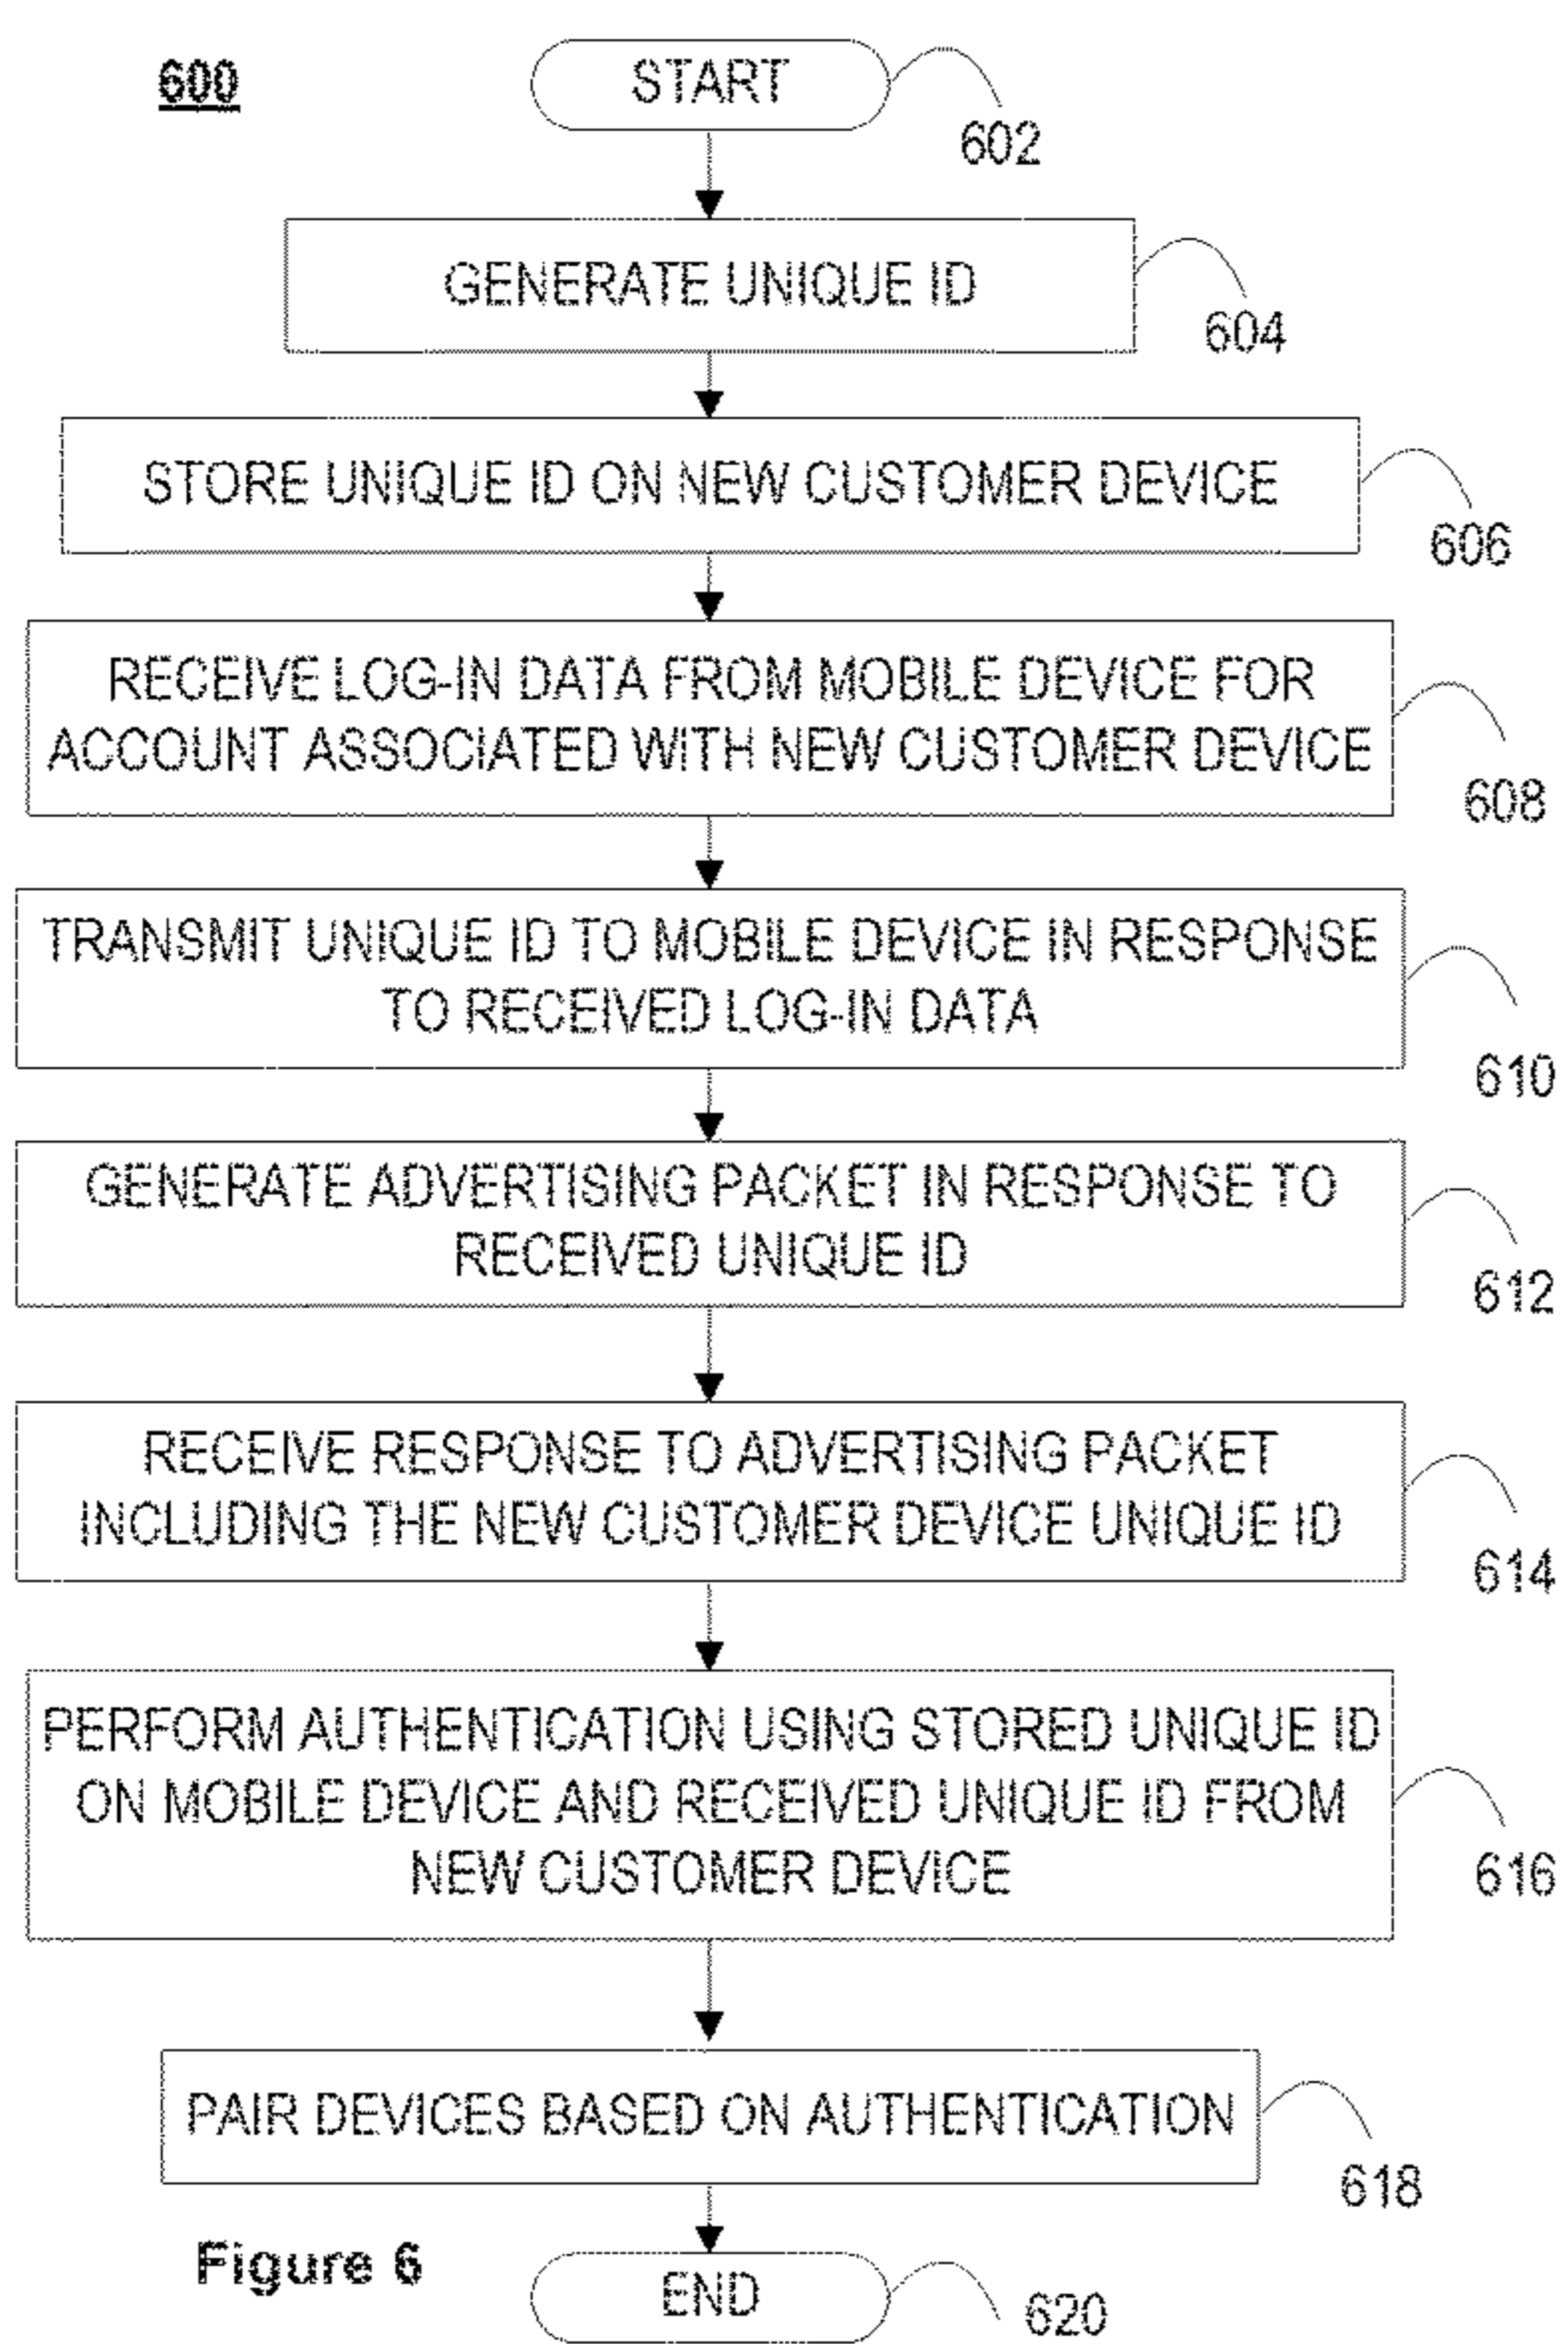 600
START
602
GENERATE UNIQUE ID
604
STORE UNIQUE ID ON NEW CUSTOMER DEVICE
606
RECEIVE LOG-IN DATA FROM MOBILE DEVICE FOR
ACCOUNT ASSOCIATED WITH NEW CUSTOMER DEVICE
608
TRANSMIT UNIQUE ID TO MOBILE DEVICE IN RESPONSE
TO RECEIVED LOG-IN DATA
610
GENERATE ADVERTISING PACKET IN RESPONSE TO
RECEIVED UNIQUE ID
612
RECEIVE RESPONSE TO ADVERTISING PACKET
INCLUDING THE NEW CUSTOMER DEVICE UNIQUE ID
614
PERFORM AUTHENTICATION USING STORED UNIQUE ID
ON MOBILE DEVICE AND RECEIVED UNIQUE ID FROM
NEW CUSTOMER DEVICE
616
PAIR DEVICES BASED ON AUTHENTICATION
618
Figure 6
END
620